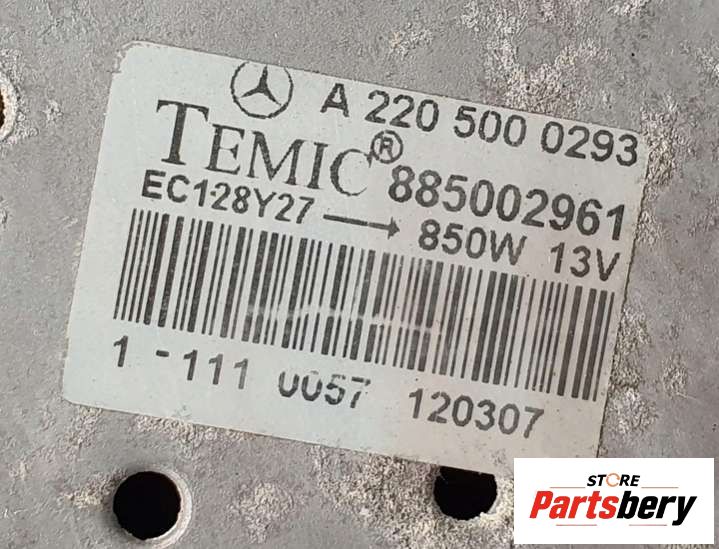 A 220 500 0293
TEMIC® 885002961
EC128Y27 → 850W 13V
1 - 111 0057 120307
STORE
Partsbery